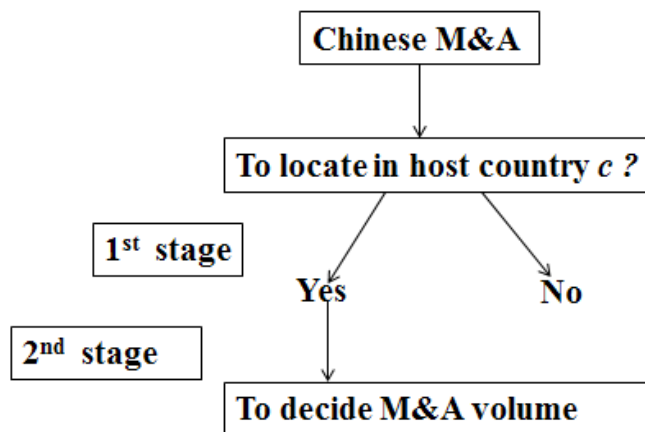 Chinese M&A
To locate in host country c ?
1st stage
Yes
No
2nd stage
To decide M&A volume